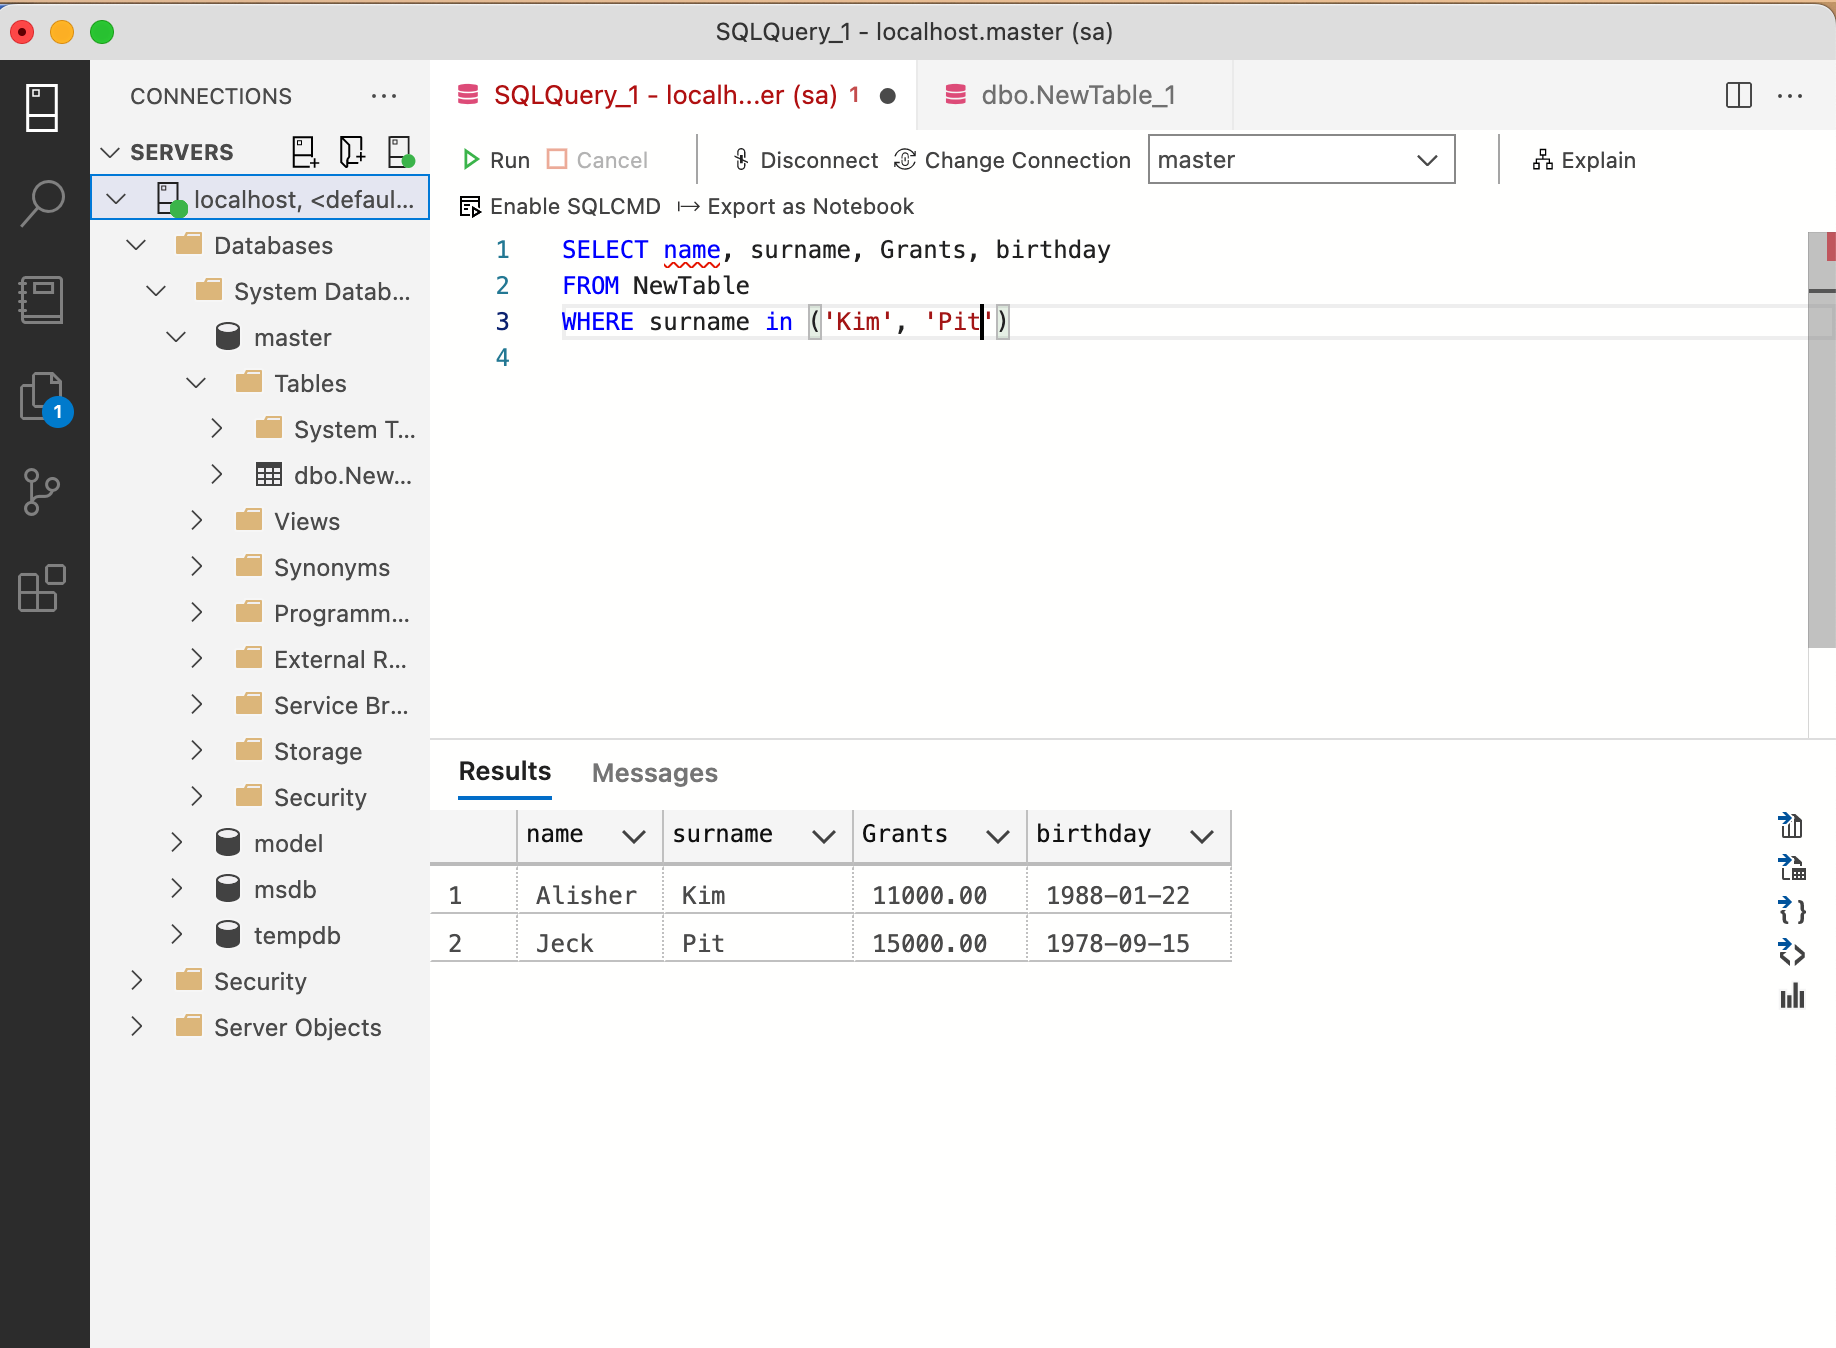 SQLQuery_1 - localhost.master (sa)
CONNECTIONS
SERVERS
localhost, <defaul...
Databases
System Datab...
master
Tables
System T...
dbo.New...
Views
Synonyms
Programm...
External R...
Service Br...
Storage
Security
model
msdb
tempdb
Security
Server Objects
1
SQLQuery_1 - localh...er (sa) 1
dbo.NewTable_1
Run Cancel Disconnect Change Connection master Explain
Enable SQLCMD Export as Notebook
1 SELECT name, surname, Grants, birthday
2 FROM NewTable
3 WHERE surname in ('Kim', 'Pit')
4
Results Messages
name surname Grants birthday
1 Alisher Kim 11000.00 1988-01-22
2 Jeck Pit 15000.00 1978-09-15